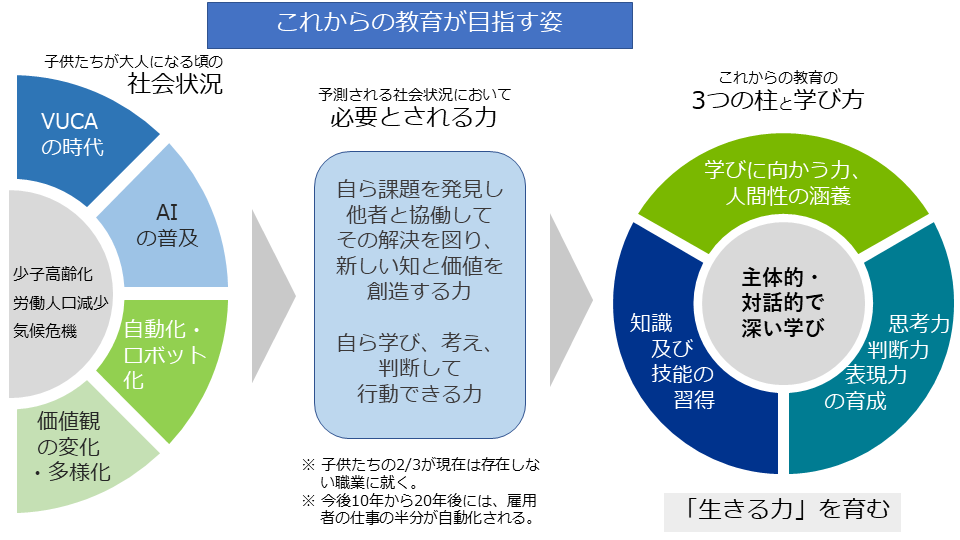 これからの教育が目指す姿
子供たちが大人になる頃の
社会状況
VUCA
の時代
AI
の普及
自動化・
ロボット
化
価値観
の変化
・多様化
少子高齢化
労働人口減少
気候危機
予測される社会状況において
必要とされる力
自ら課題を発見し
他者と協働して
その解決を図り、
新しい知と価値を
創造する力
自ら学び、考え、
判断して
行動できる力
※ 子供たちの2/3が現在は存在しな
い職業に就く。
※ 今後10年から20年後には、雇用
者の仕事の半分が自動化される。
これからの教育の
3つの柱と学び方
学びに向かう力、
人間性の涵養
主体的・
対話的で
深い学び
知識
及び
技能の
習得
思考力
判断力
表現力
の育成
「生きる力」を育む